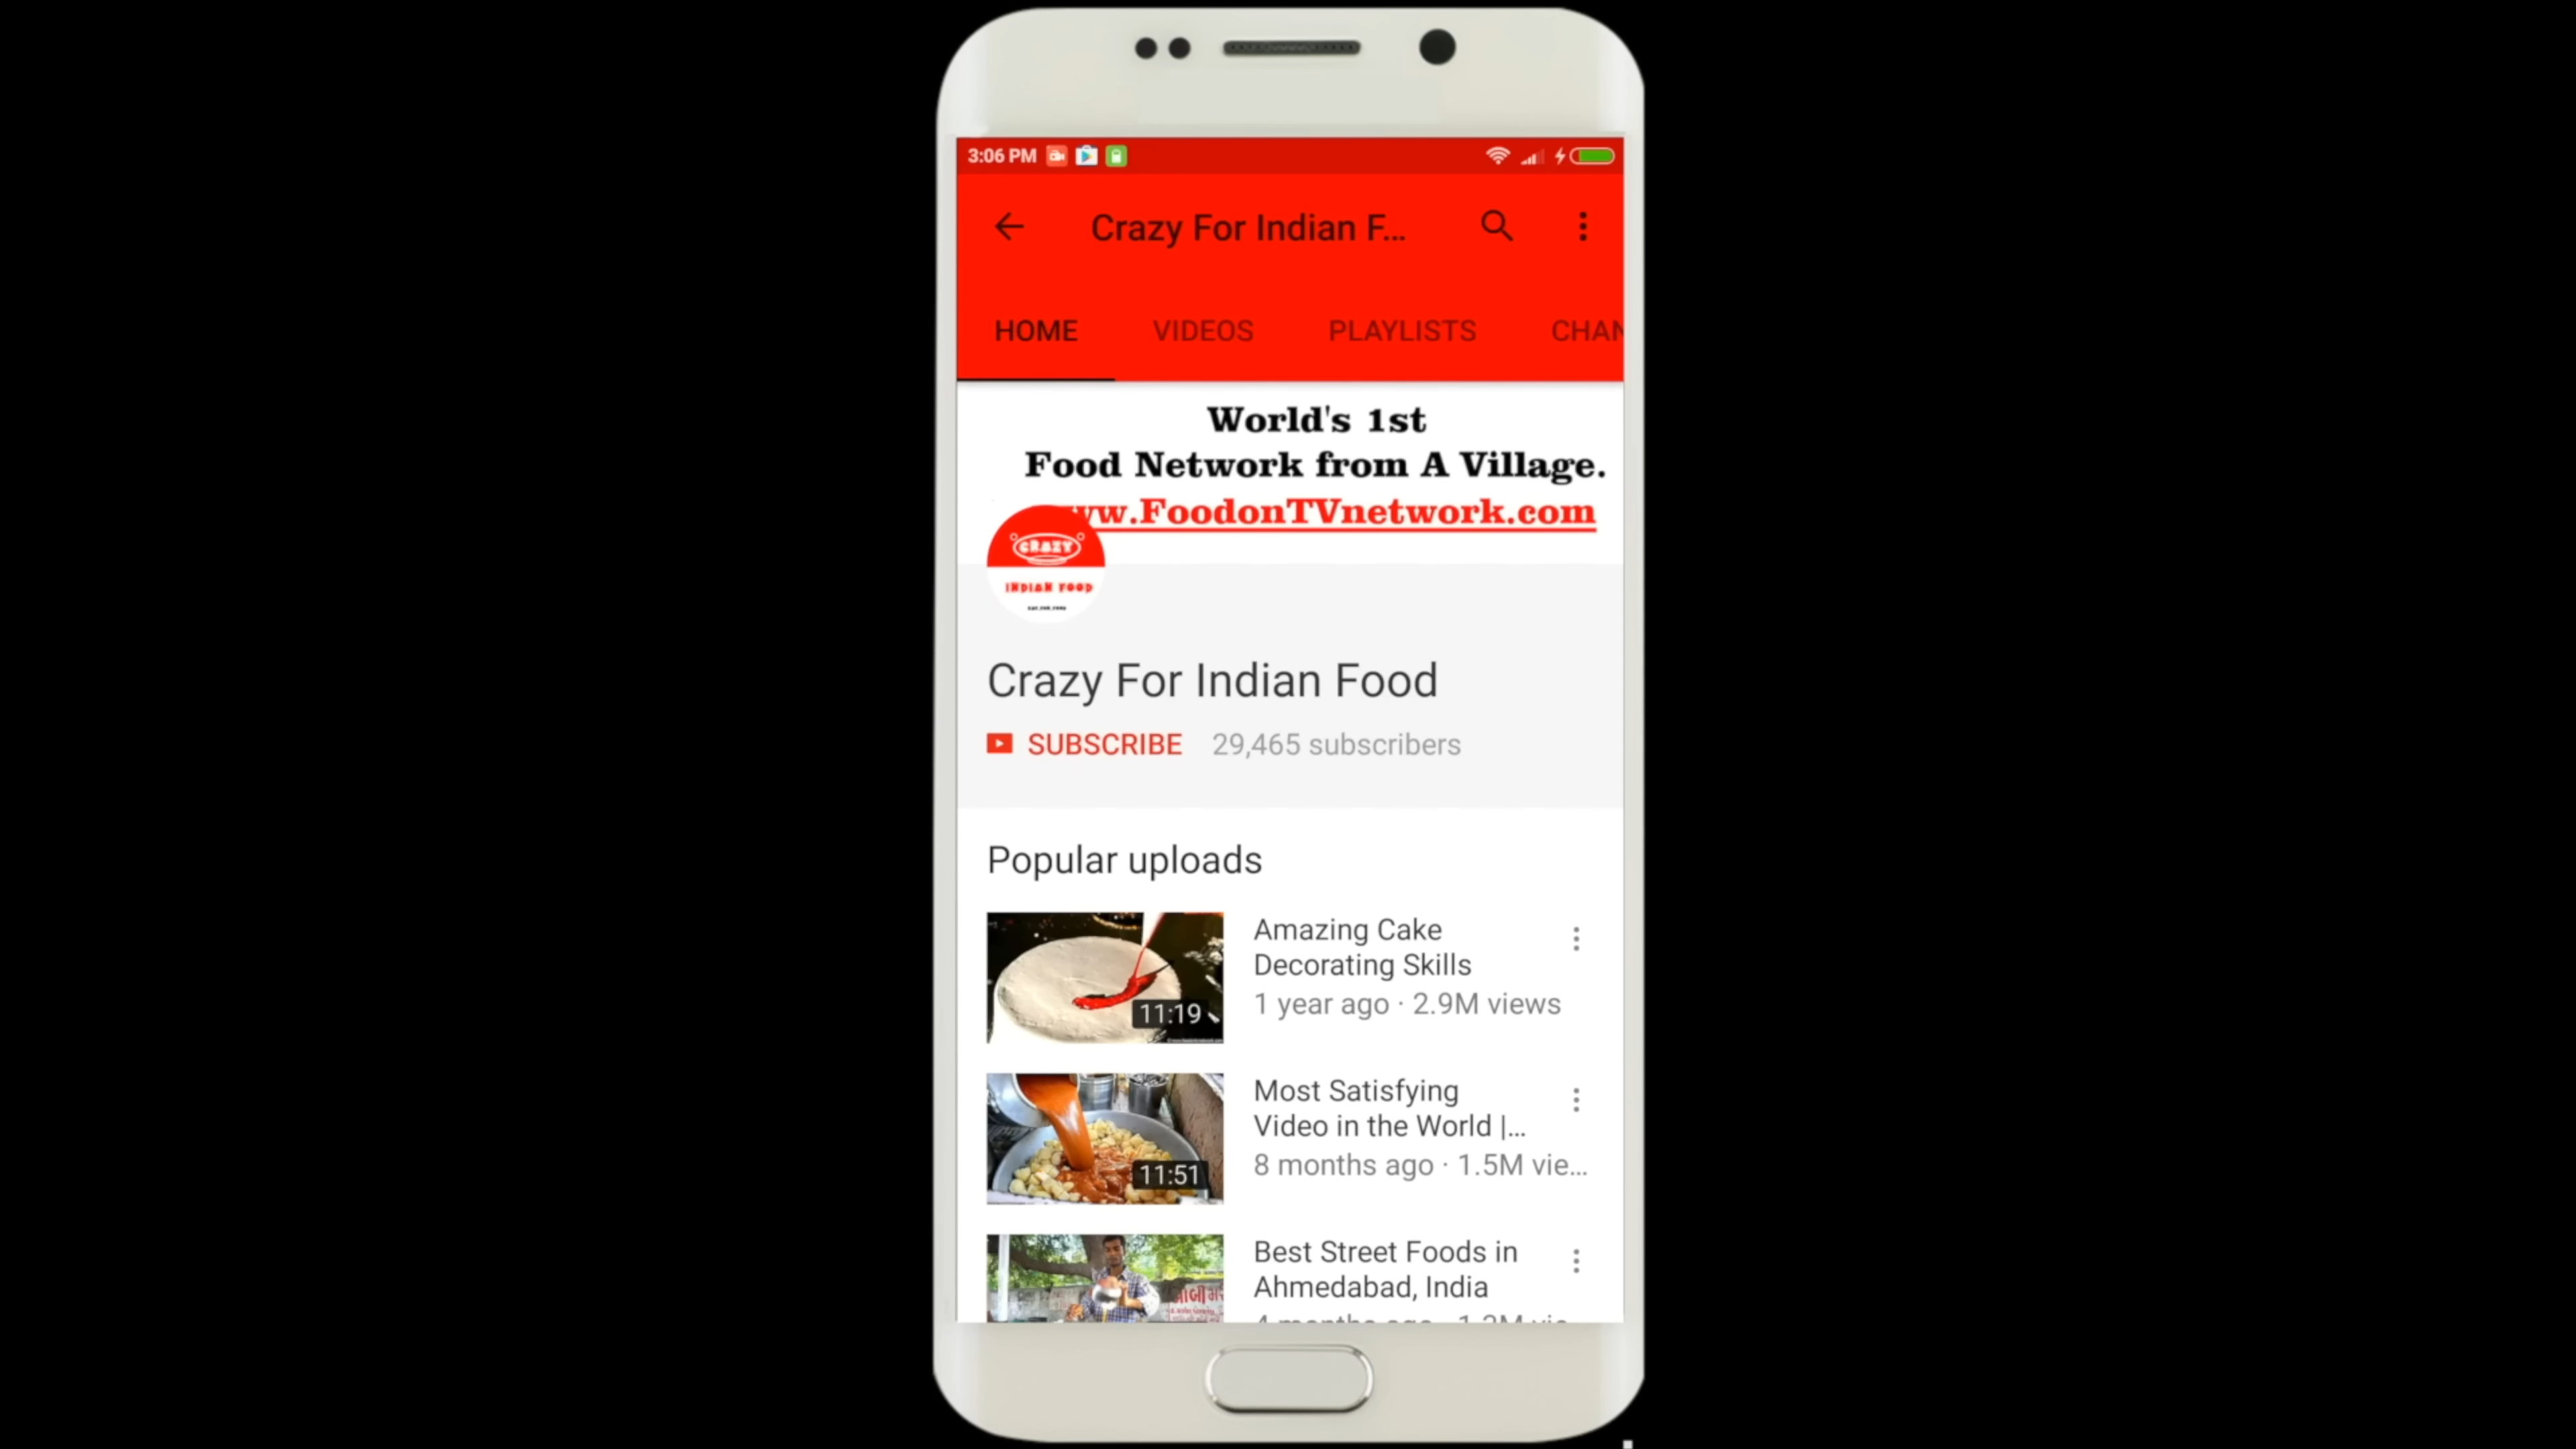 3:06 PM
Crazy For Indian F...
HOME VIDEOS PLAYLISTS CHAN
World's 1st
Food Network from A Village.
ww.FoodonTVnetwork.com
CRAZY
INDIAN FOOD
Crazy For Indian Food
SUBSCRIBE 29,465 subscribers
Popular uploads
Amazing Cake
Decorating Skills
1 year ago · 2.9M views
11:19
Most Satisfying
Video in the World |...
8 months ago · 1.5M vie...
11:51
Best Street Foods in
Ahmedabad, India